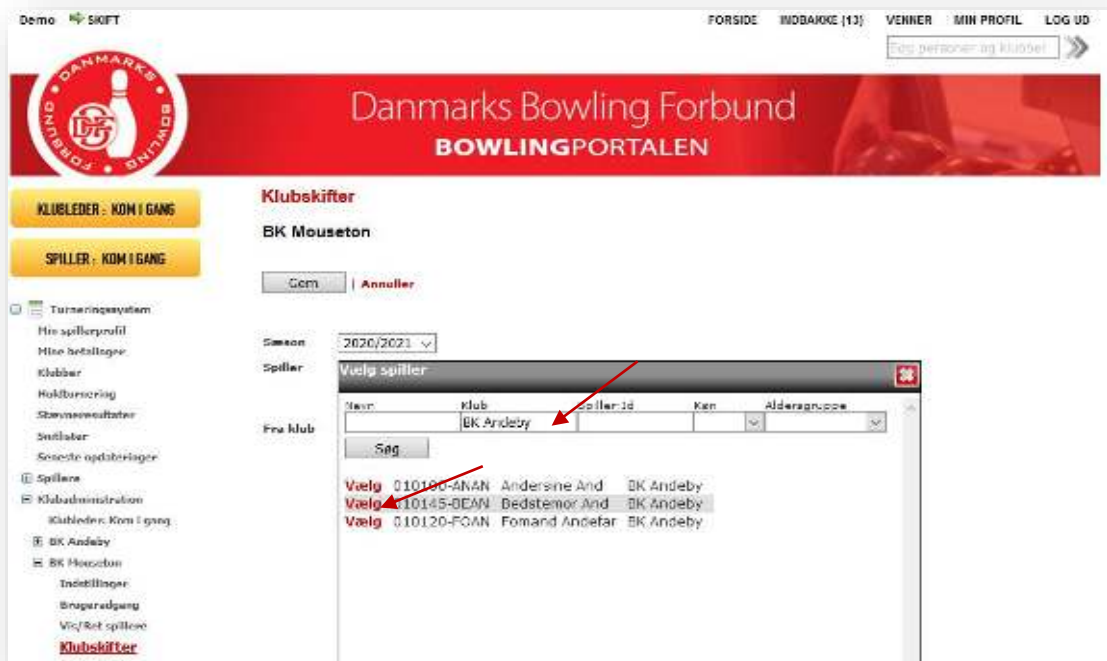 Demo SKIFT FORSIDE INDBAKKE (13) VENNER MIN PROFIL LOG UD
Søg personer og klubber
DANMARKS BOWLING FORBUND
Danmarks Bowling Forbund
BOWLINGPORTALEN
KLUBLEDER : KOM I GANG
SPILLER : KOM I GANG
Turneringssystem
Min spillerprofil
Mine betalinger
Klubber
Holdturnering
Stævneresultater
Snitlister
Seneste opdateringer
Spillere
Klubadministration
Klubleder: Kom i gang
BK Andeby
BK Mouseton
Indstillinger
Brugeradgang
Vis/Ret spillere
Klubskifter
Klubskifter
BK Mouseton
Gem | Annuller
Sæson 2020/2021
Spiller
Fra klub
Vælg spiller
Navn Klub Spiller Id Køn Aldersgruppe
BK Andeby
Søg
Vælg Andersine And BK Andeby
Vælg 010145-BEAN Bedstemor And BK Andeby
Vælg 010120-FOAN Fomand Andefar BK Andeby